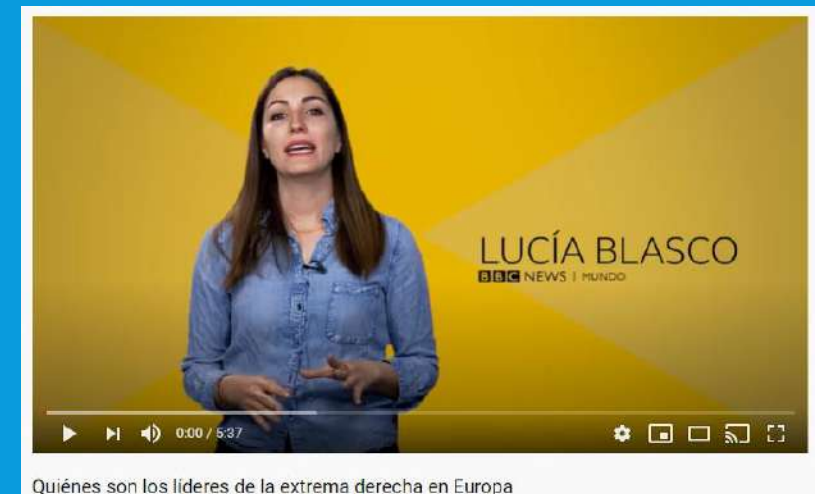 LUCÍA BLASCO
BBC NEWS | MUNDO
0:00 / 5:37
Quiénes son los líderes de la extrema derecha en Europa